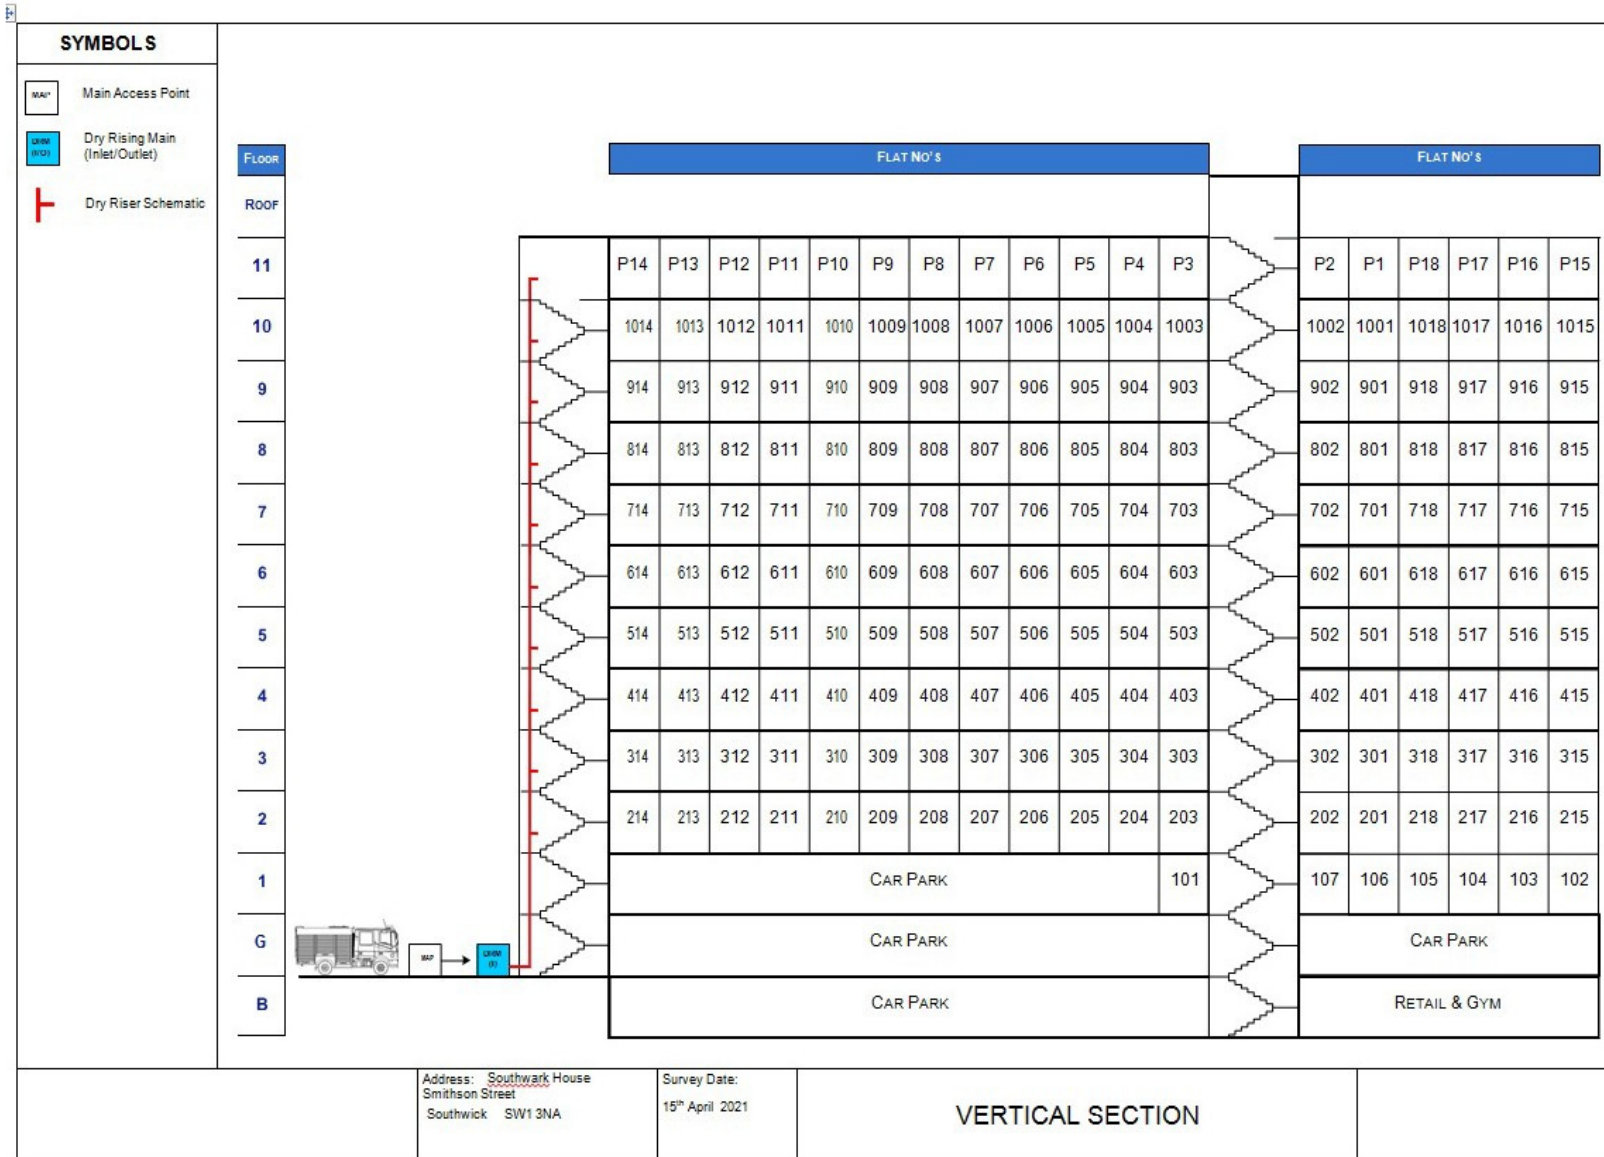 SYMBOLS
MAP
Main Access Point
DRM
(I/O)
Dry Rising Main
(Inlet/Outlet)
Dry Riser Schematic
FLOOR
FLAT NO'S
FLAT NO'S
ROOF
11
P14 P13 P12 P11 P10 P9 P8 P7 P6 P5 P4 P3
P2 P1 P18 P17 P16 P15
10
1014 1013 1012 1011 1010 1009 1008 1007 1006 1005 1004 1003
1002 1001 1018 1017 1016 1015
9
914 913 912 911 910 909 908 907 906 905 904 903
902 901 918 917 916 915
8
814 813 812 811 810 809 808 807 806 805 804 803
802 801 818 817 816 815
7
714 713 712 711 710 709 708 707 706 705 704 703
702 701 718 717 716 715
6
614 613 612 611 610 609 608 607 606 605 604 603
602 601 618 617 616 615
5
514 513 512 511 510 509 508 507 506 505 504 503
502 501 518 517 516 515
4
414 413 412 411 410 409 408 407 406 405 404 403
402 401 418 417 416 415
3
314 313 312 311 310 309 308 307 306 305 304 303
302 301 318 317 316 315
2
214 213 212 211 210 209 208 207 206 205 204 203
202 201 218 217 216 215
1
CAR PARK
101
107 106 105 104 103 102
G
MAP
DRM
(I)
CAR PARK
CAR PARK
B
CAR PARK
RETAIL & GYM
Address: Southwark House
Smithson Street
Southwick SW1 3NA
Survey Date:
15th April 2021
VERTICAL SECTION